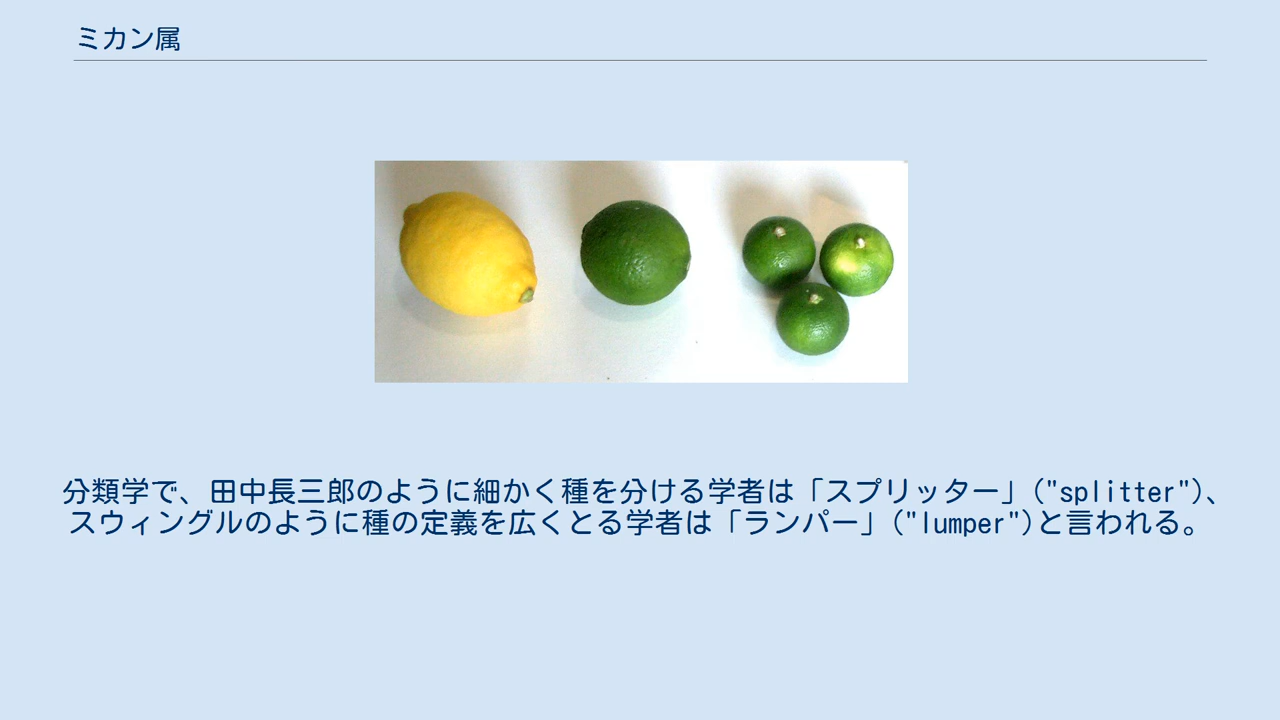 ミカン属
分類学で、田中長三郎のように細かく種を分ける学者は「スプリッター」("splitter")、
スウィングルのように種の定義を広くとる学者は「ランパー」("lumper")と言われる。